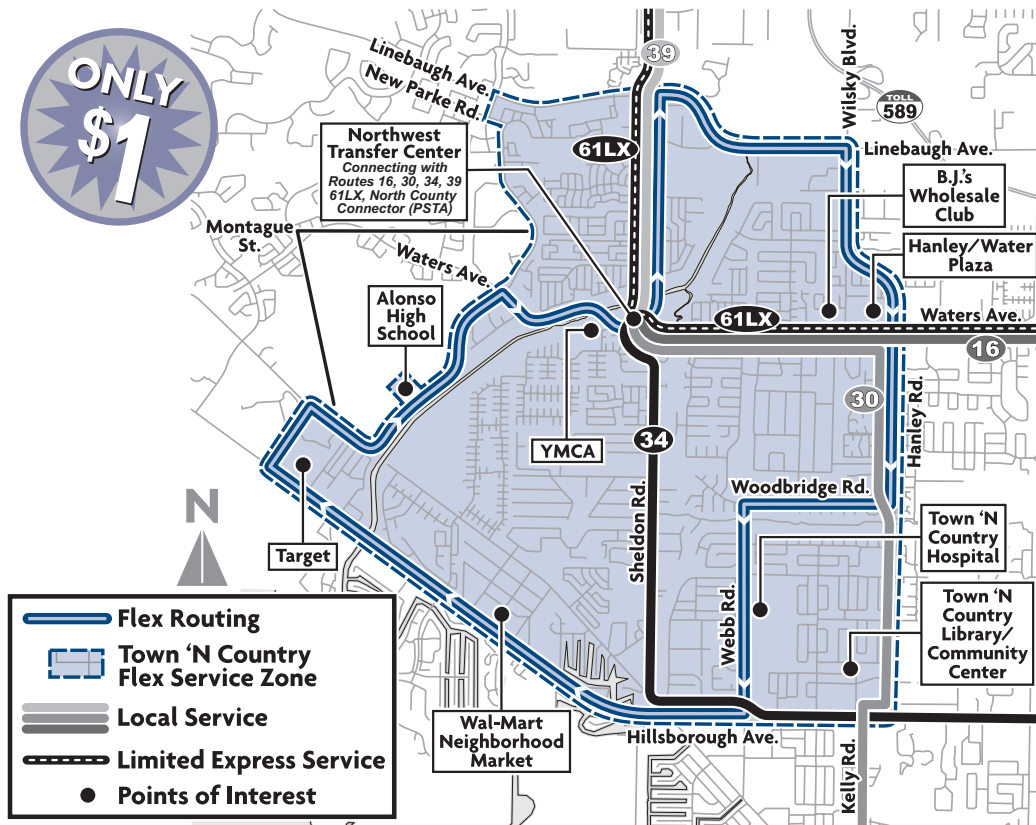 ONLY
$1
Linebaugh Ave.
New Parke Rd.
39
Wilsky Blvd.
TOLL
589
Northwest
Transfer Center
Connecting with
Routes 16, 30, 34, 39
61LX, North County
Connector (PSTA)
61LX
Linebaugh Ave.
B.J.'s
Wholesale
Club
Hanley/Water
Plaza
Montague
St.
Waters Ave.
Alonso
High
School
61LX
Waters Ave.
16
30
Hanley Rd.
YMCA
34
Sheldon Rd.
Woodbridge Rd.
N
Target
Town ‘N
Country
Hospital
Webb Rd.
Town ‘N
Country
Library/
Community
Center
Wal-Mart
Neighborhood
Market
Hillsborough Ave.
Kelly Rd.
Flex Routing
Town ‘N Country
Flex Service Zone
Local Service
Limited Express Service
Points of Interest